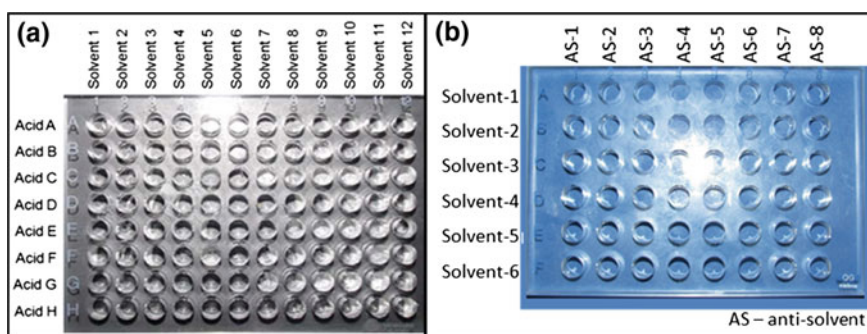 (a)
Solvent 1
Solvent 2
Solvent 3
Solvent 4
Solvent 5
Solvent 6
Solvent 7
Solvent 8
Solvent 9
Solvent 10
Solvent 11
Solvent 12
Acid A
Acid B
Acid C
Acid D
Acid E
Acid F
Acid G
Acid H
A
B
C
D
E
F
G
H
(b)
AS-1
AS-2
AS-3
AS-4
AS-5
AS-6
AS-7
AS-8
Solvent-1
Solvent-2
Solvent-3
Solvent-4
Solvent-5
Solvent-6
A
B
C
D
E
F
AS – anti-solvent